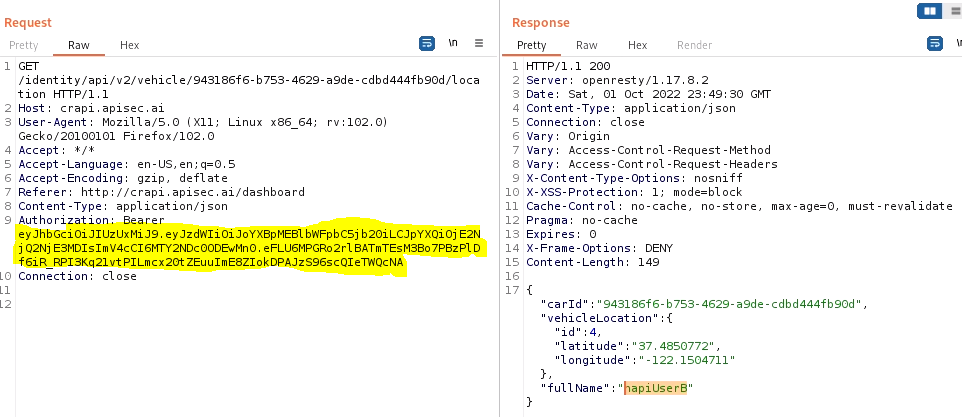 Request
Pretty Raw Hex
\n
1 GET
/identity/api/v2/vehicle/943186f6-b753-4629-a9de-cdbd444fb90d/loca
tion HTTP/1.1
2 Host: crapi.apisec.ai
3 User-Agent: Mozilla/5.0 (X11; Linux x86_64; rv:102.0)
Gecko/20100101 Firefox/102.0
4 Accept: */*
5 Accept-Language: en-US,en;q=0.5
6 Accept-Encoding: gzip, deflate
7 Referer: http://crapi.apisec.ai/dashboard
8 Content-Type: application/json
9 Authorization: Bearer
eyJhbGciOiJIUzUxMiJ9.eyJzdWIiOiJoYXBpMEBlbWFpbC5jb20iLCJpYXQiOjE2N
jQ2NjE3MDIsImV4cCI6MTY2NDc0ODEwMn0.eFLU6MPGRo2rlBATmTEsM3Bo7PBzPlD
f6iR_RPI3Kq21vtPILmcx20tZEuuImE8ZIokDPAJzS96scQIeTWQcNA
10 Connection: close
11
12
Response
Pretty Raw Hex Render
\n
1 HTTP/1.1 200
2 Server: openresty/1.17.8.2
3 Date: Sat, 01 Oct 2022 23:49:30 GMT
4 Content-Type: application/json
5 Connection: close
6 Vary: Origin
7 Vary: Access-Control-Request-Method
8 Vary: Access-Control-Request-Headers
9 X-Content-Type-Options: nosniff
10 X-XSS-Protection: 1; mode=block
11 Cache-Control: no-cache, no-store, max-age=0, must-revalidate
12 Pragma: no-cache
13 Expires: 0
14 X-Frame-Options: DENY
15 Content-Length: 149
16
17 {
"carId":"943186f6-b753-4629-a9de-cdbd444fb90d",
"vehicleLocation":{
"id":4,
"latitude":"37.4850772",
"longitude":"-122.1504711"
},
"fullName":"hapiUserB"
}